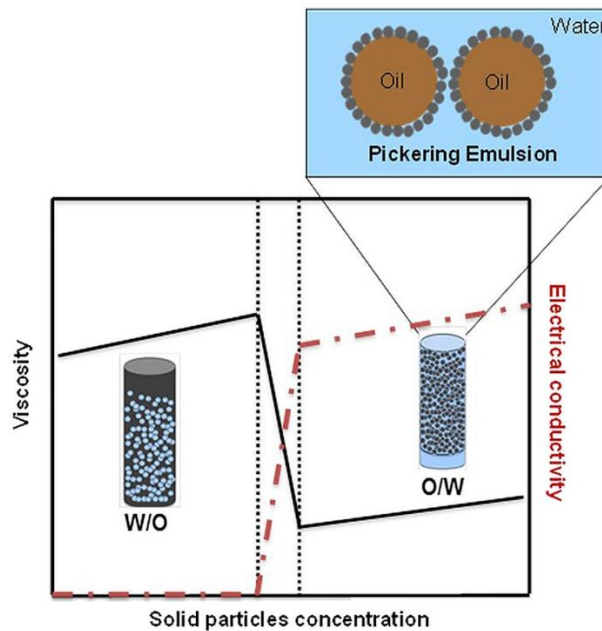 Water
Oil
Oil
Pickering Emulsion
Viscosity
Electrical conductivity
W/O
O/W
Solid particles concentration